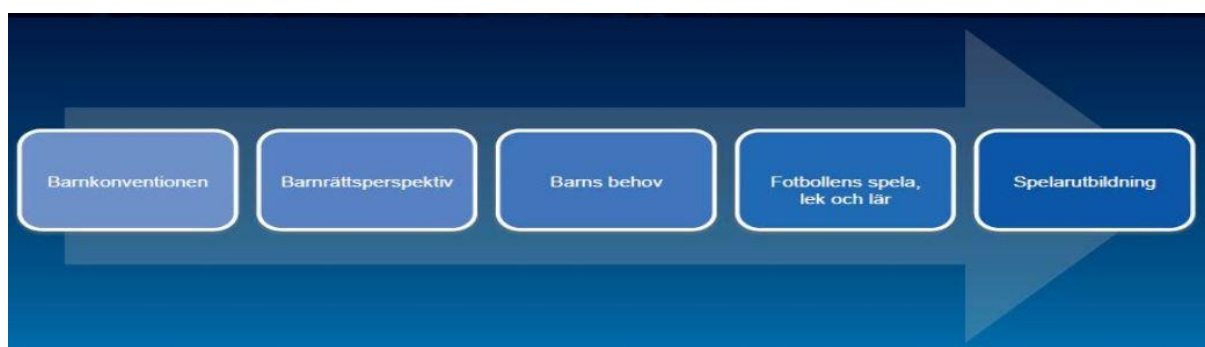 Barnkonventionen
Barnrättsperspektiv
Barns behov
Fotbollens spela,
lek och lär
Spelarutbildning